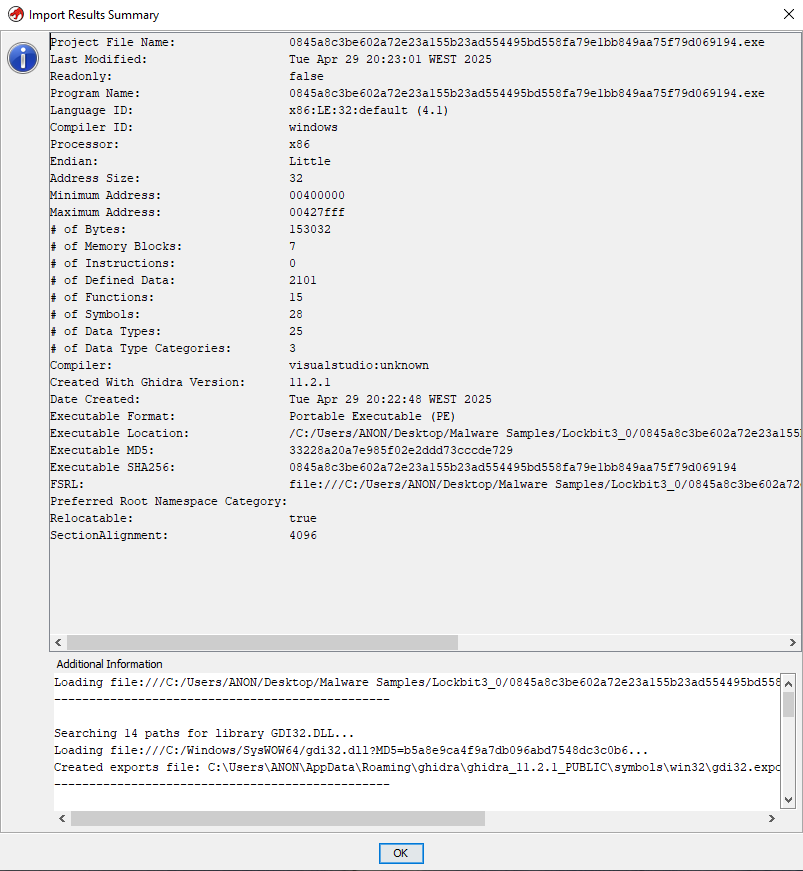 Import Results Summary
Project File Name: 0845a8c3be602a72e23a155b23ad554495bd558fa79e1bb849aa75f79d069194.exe
Last Modified: Tue Apr 29 20:23:01 WEST 2025
Readonly: false
Program Name: 0845a8c3be602a72e23a155b23ad554495bd558fa79e1bb849aa75f79d069194.exe
Language ID: x86:LE:32:default (4.1)
Compiler ID: windows
Processor: x86
Endian: Little
Address Size: 32
Minimum Address: 00400000
Maximum Address: 00427fff
# of Bytes: 153032
# of Memory Blocks: 7
# of Instructions: 0
# of Defined Data: 2101
# of Functions: 15
# of Symbols: 28
# of Data Types: 25
# of Data Type Categories: 3
Compiler: visualstudio:unknown
Created With Ghidra Version: 11.2.1
Date Created: Tue Apr 29 20:22:48 WEST 2025
Executable Format: Portable Executable (PE)
Executable Location: /C:/Users/ANON/Desktop/Malware Samples/Lockbit3_0/0845a8c3be602a72e23a155
Executable MD5: 33228a20a7e985f02e2ddd73cccde729
Executable SHA256: 0845a8c3be602a72e23a155b23ad554495bd558fa79e1bb849aa75f79d069194
FSRL: file:///C:/Users/ANON/Desktop/Malware Samples/Lockbit3_0/0845a8c3be602a72
Preferred Root Namespace Category:
Relocatable: true
SectionAlignment: 4096
Additional Information
Loading file:///C:/Users/ANON/Desktop/Malware Samples/Lockbit3_0/0845a8c3be602a72e23a155b23ad554495bd558
------------------------------------------------
Searching 14 paths for library GDI32.DLL...
Loading file:///C:/Windows/SysWOW64/gdi32.dll?MD5=b5a8e9ca4f9a7db096abd7548dc3c0b6...
Created exports file: C:\Users\ANON\AppData\Roaming\ghidra\ghidra_11.2.1_PUBLIC\symbols\win32\gdi32.expo
------------------------------------------------
OK